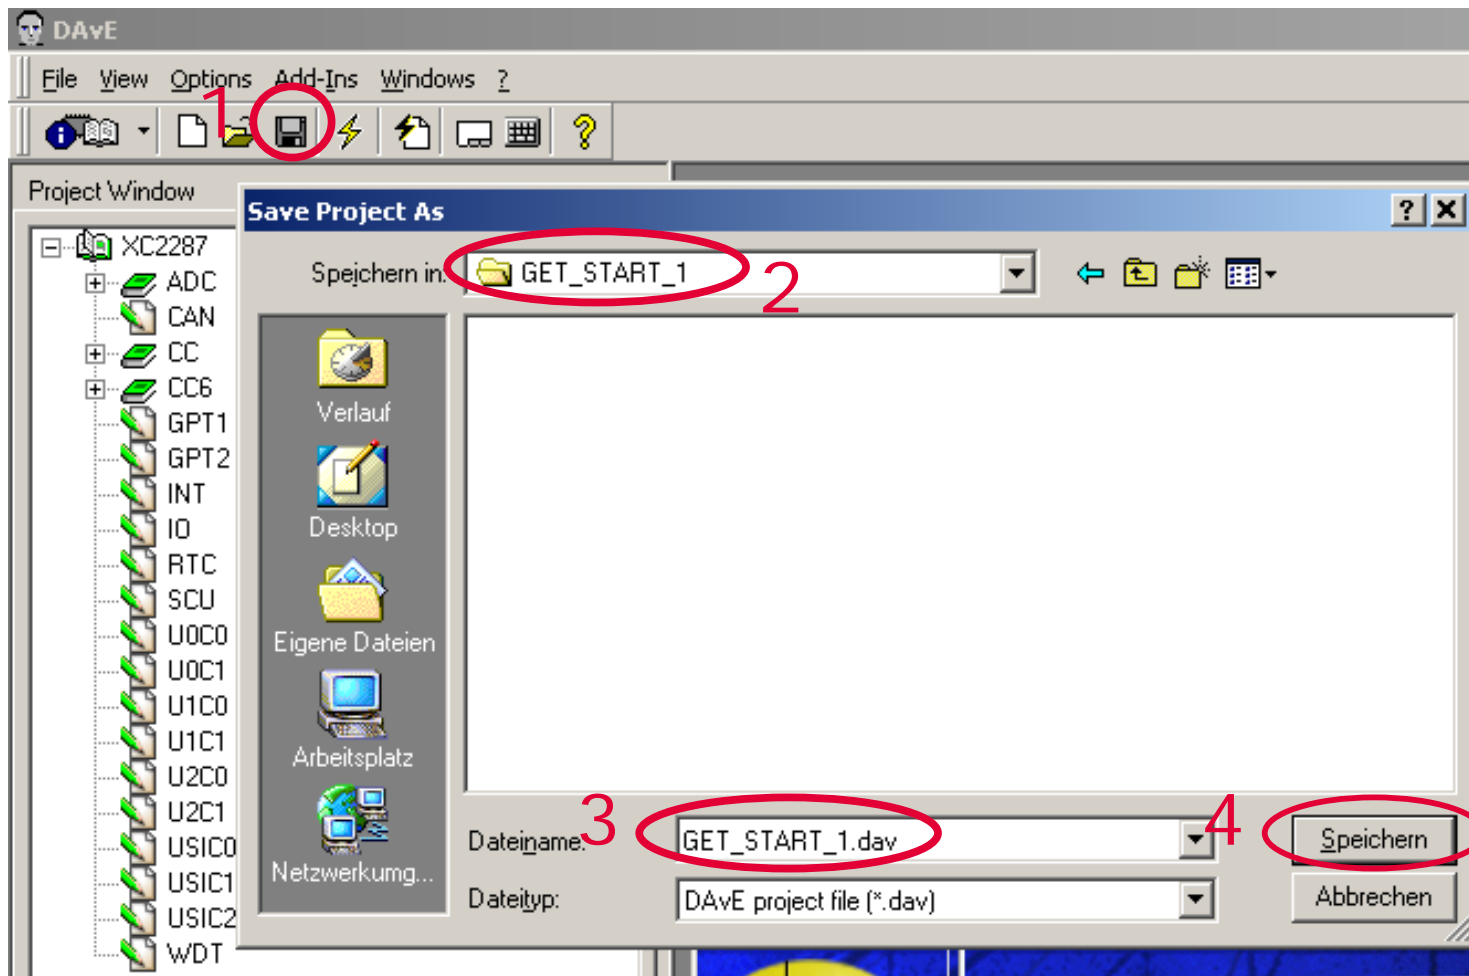 DAvE
File View Options Add-Ins Windows ?
1
Project Window
XC2287
ADC
CAN
CC
CC6
GPT1
GPT2
INT
IO
RTC
SCU
U0C0
U0C1
U1C0
U1C1
U2C0
U2C1
USIC0
USIC1
USIC2
WDT
Save Project As
Speichern in: GET_START_1 2
Verlauf
Desktop
Eigene Dateien
Arbeitsplatz
Netzwerkumg...
Dateiname: 3 GET_START_1.dav 4 Speichern
Dateityp: DAvE project file (*.dav) Abbrechen